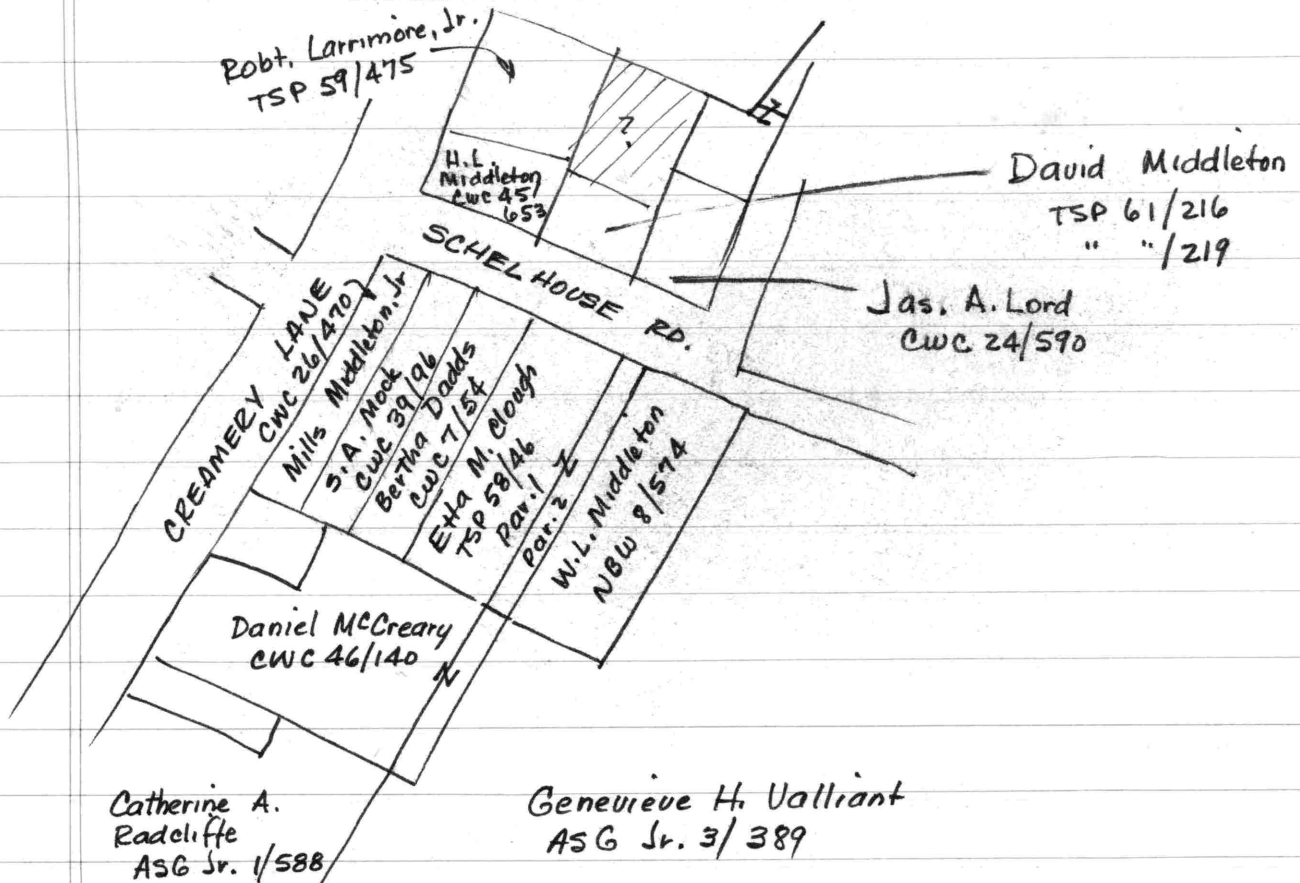 Robt. Larrimore, Jr.
TSP 59/475
?
H.L.
Middleton
CWC 45/
653
David Middleton
TSP 61/216
" "/219
SCHELHOUSE RD.
Jas. A. Lord
CWC 24/590
CREAMERY LANE
CWC 26/470
Mills Middleton, Jr
S.A. Mock
CWC 39/96
Bertha Dadds
CWC 7/54
Etta M. Clough
TSP 58/46
Par. 1
Par. 2
W.L. Middleton
NBW 8/574
Daniel McCreary
CWC 46/140
Catherine A.
Radcliffe
ASG Jr. 1/588
Genevieve H. Valliant
ASG Jr. 3/389